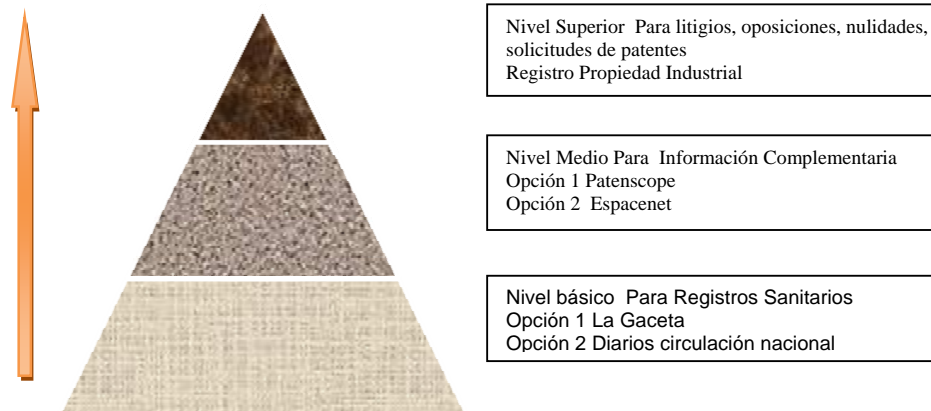 Nivel Superior  Para litigios, oposiciones, nulidades,
solicitudes de patentes
Registro Propiedad Industrial
Nivel Medio Para  Información Complementaria
Opción 1 Patenscope
Opción 2  Espacenet
Nivel básico  Para Registros Sanitarios
Opción 1 La Gaceta
Opción 2 Diarios circulación nacional